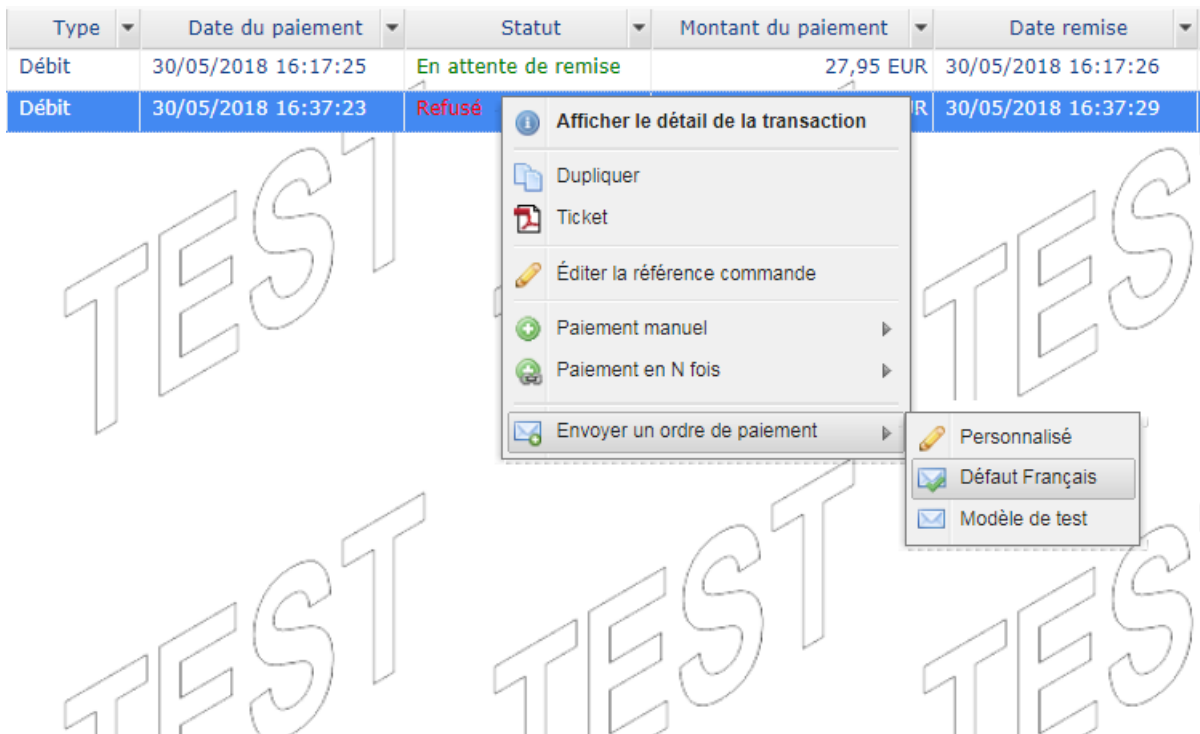 Type Date du paiement Statut Montant du paiement Date remise
Débit 30/05/2018 16:17:25 En attente de remise 27,95 EUR 30/05/2018 16:17:26
Débit 30/05/2018 16:37:23 Refusé 30/05/2018 16:37:29
Afficher le détail de la transaction
Dupliquer
Ticket
Éditer la référence commande
Paiement manuel
Paiement en N fois
Envoyer un ordre de paiement
Personnalisé
Défaut Français
Modèle de test
TEST
TEST
TEST
TEST
TEST